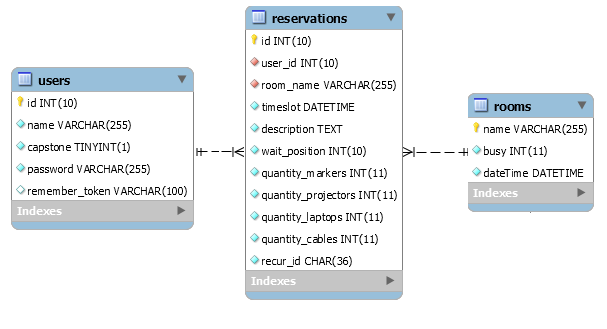 users
id INT(10)
name VARCHAR(255)
capstone TINYINT(1)
password VARCHAR(255)
remember_token VARCHAR(100)
Indexes
reservations
id INT(10)
user_id INT(10)
room_name VARCHAR(255)
timeslot DATETIME
description TEXT
wait_position INT(10)
quantity_markers INT(11)
quantity_projectors INT(11)
quantity_laptops INT(11)
quantity_cables INT(11)
recur_id CHAR(36)
Indexes
rooms
name VARCHAR(255)
busy INT(11)
dateTime DATETIME
Indexes